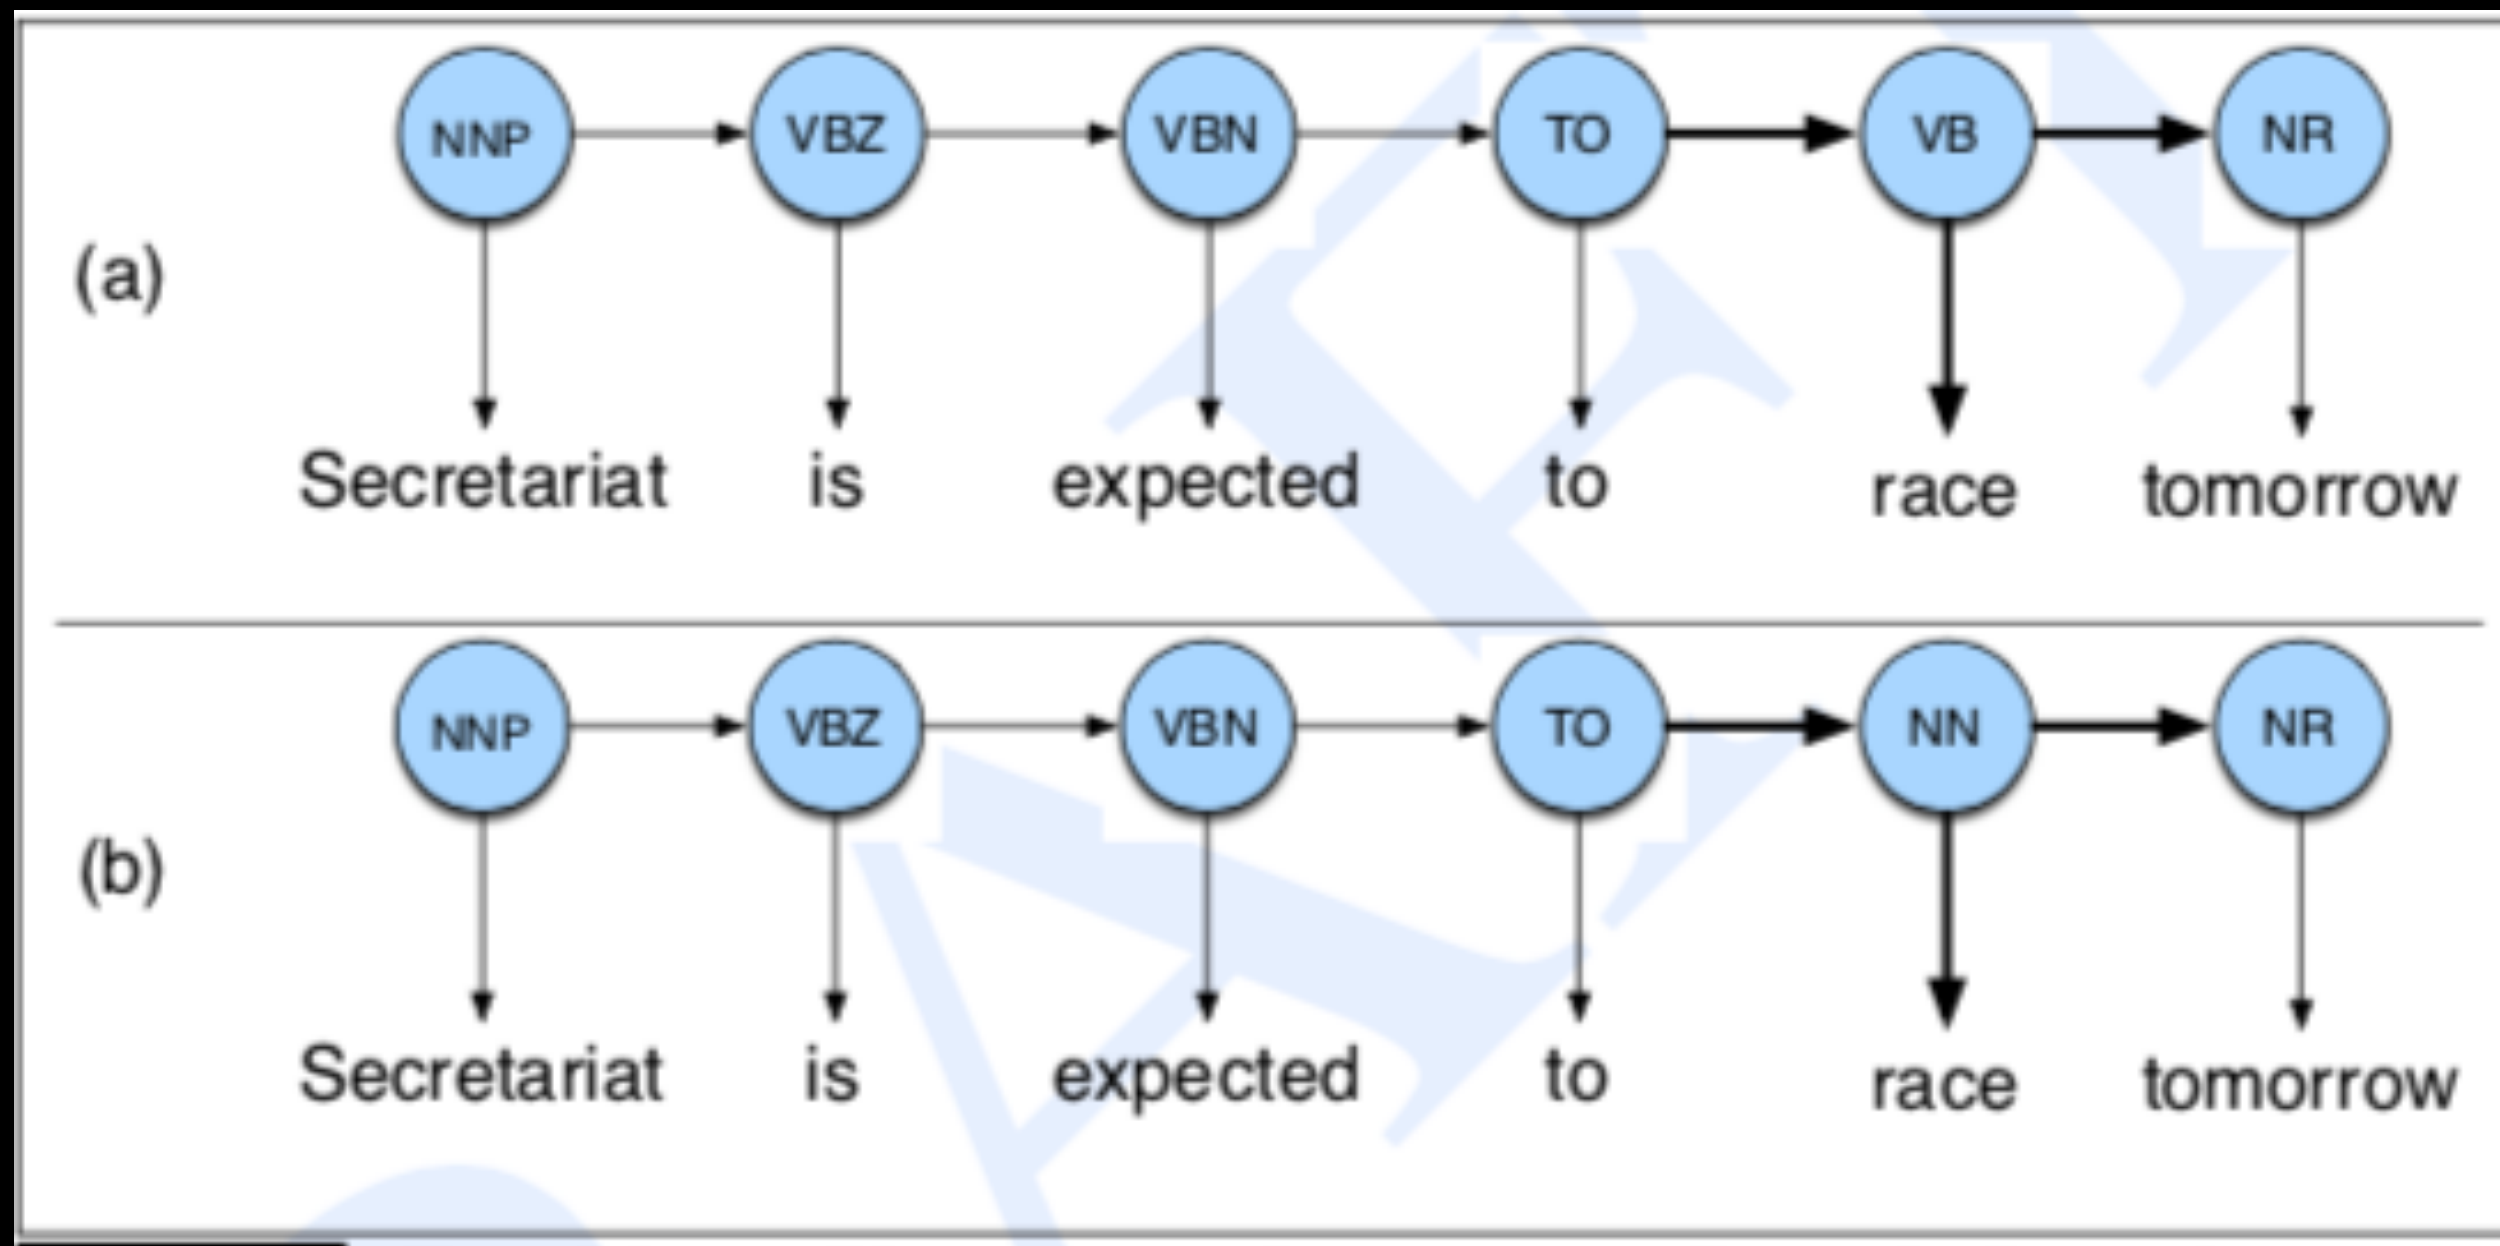 NNP VBZ VBN TO VB NR
(a)
Secretariat is expected to race tomorrow
NNP VBZ VBN TO NN NR
(b)
Secretariat is expected to race tomorrow